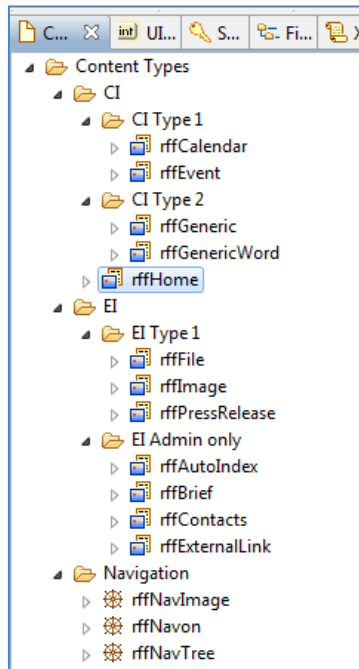 C... int UI... S... Fi... X
Content Types
CI
CI Type 1
rffCalendar
rffEvent
CI Type 2
rffGeneric
rffGenericWord
rffHome
EI
EI Type 1
rffFile
rffImage
rffPressRelease
EI Admin only
rffAutoIndex
rffBrief
rffContacts
rffExternalLink
Navigation
rffNavImage
rffNavon
rffNavTree